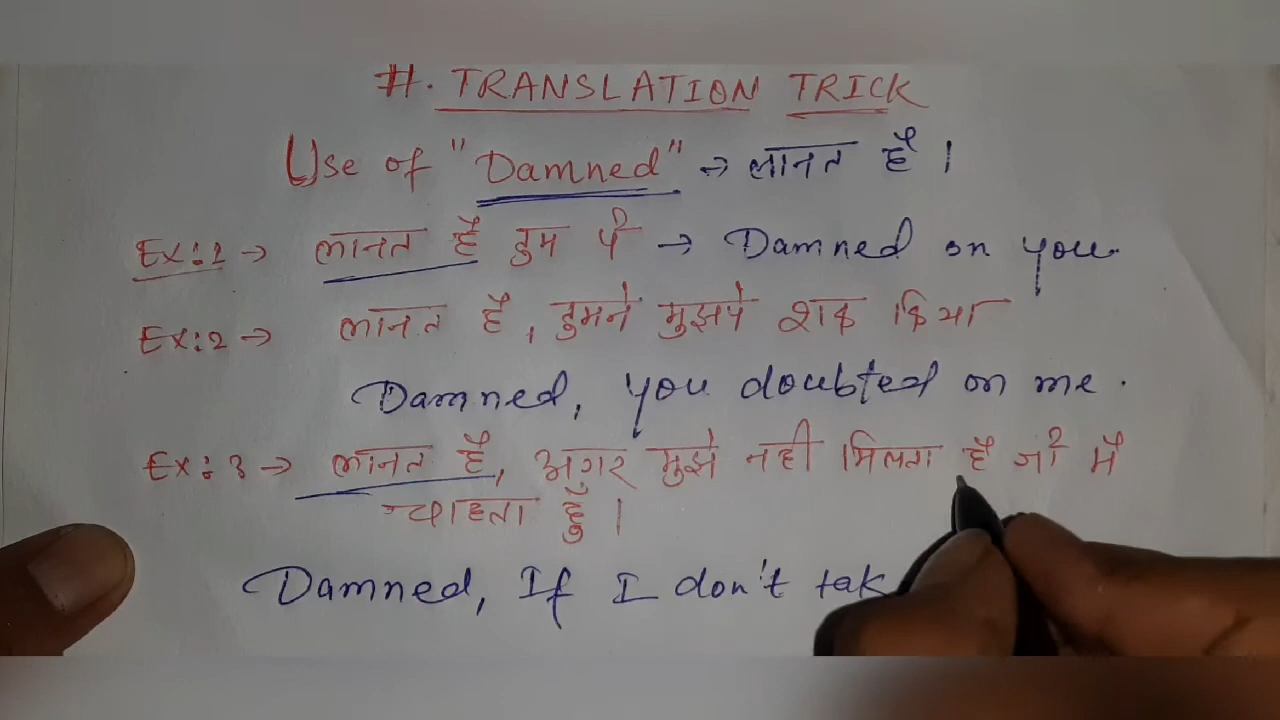 #. TRANSLATION TRICK
Use of "Damned" → लानत है ।
Ex:1 → लानत है तुम पे → Damned on you.
Ex:2 → लानत है, तुमने मुझपे शक किया
Damned, you doubted on me.
Ex:3 → लानत है, अगर मुझे नही मिलता है जो मैं
चाहता हूँ ।
Damned, If I don't tak